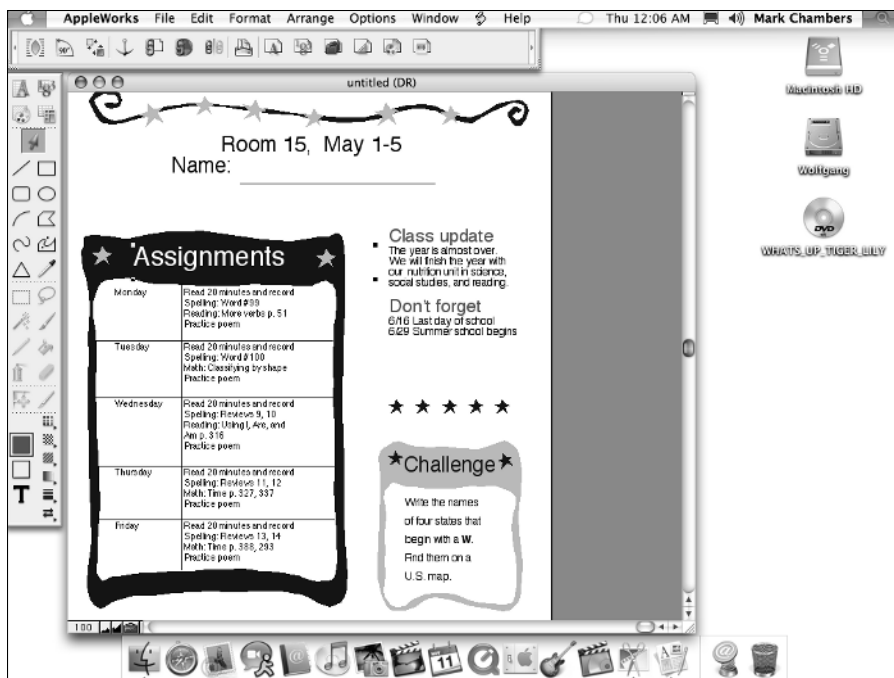 AppleWorks File Edit Format Arrange Options Window Help Thu 12:06 AM Mark Chambers
90°
untitled (DR)
Macintosh HD
Wolfgang
DVD
WHATS_UP_TIGER_LILY
Room 15, May 1-5
Name:
Assignments
Monday
Read 20 minutes and record
Spelling: Word #99
Reading: More verbs p. 51
Practice poem
Tuesday
Read 20 minutes and record
Spelling: Word #100
Math: Classifying by shape
Practice poem
Wednesday
Read 20 minutes and record
Spelling: Reviews 9, 10
Reading: Using I, Are, and
Am p. 316
Practice poem
Thursday
Read 20 minutes and record
Spelling: Reviews 11, 12
Math: Time p. 327, 337
Practice poem
Friday
Read 20 minutes and record
Spelling: Reviews 13, 14
Math: Time p. 388, 293
Practice poem
Class update
The year is almost over.
We will finish the year with
our nutrition unit in science,
social studies, and reading.
Don't forget
6/16 Last day of school
6/29 Summer school begins
Challenge
Write the names
of four states that
begin with a W.
Find them on a
U.S. map.
T
100
11